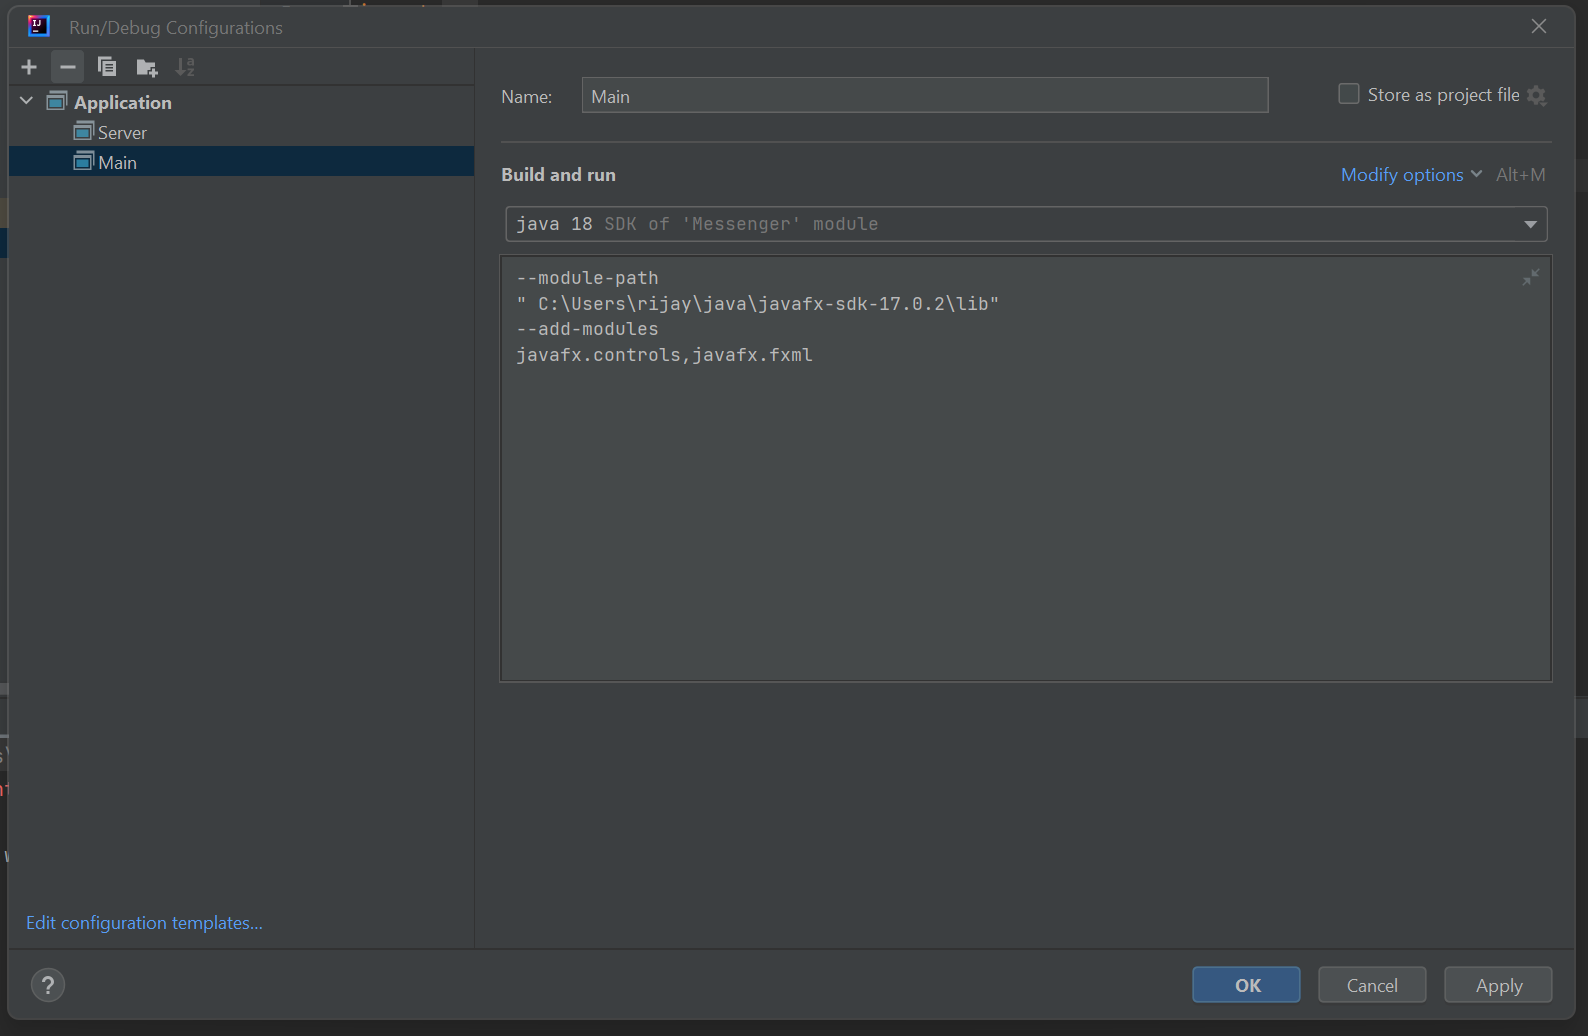 Run/Debug Configurations
Application
Server
Main
Edit configuration templates...
Name: Main
Store as project file
Build and run
Modify options Alt+M
java 18 SDK of 'Messenger' module
--module-path
" C:\Users\rijay\java\javafx-sdk-17.0.2\lib"
--add-modules
javafx.controls,javafx.fxml
?
OK Cancel Apply